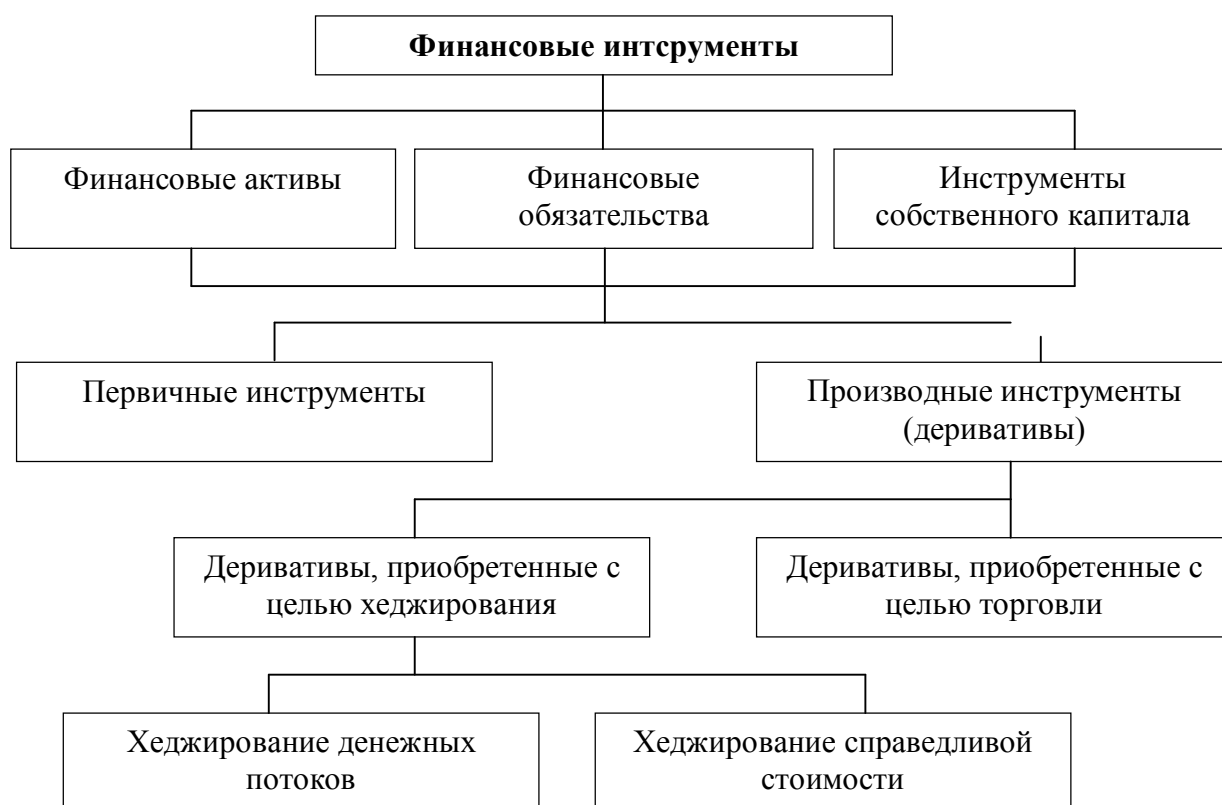 Финансовые интсрументы
Финансовые активы
Финансовые
обязательства
Инструменты
собственного капитала
Первичные инструменты
Производные инструменты
(деривативы)
Деривативы, приобретенные с
целью хеджирования
Деривативы, приобретенные с
целью торговли
Хеджирование денежных
потоков
Хеджирование справедливой
стоимости